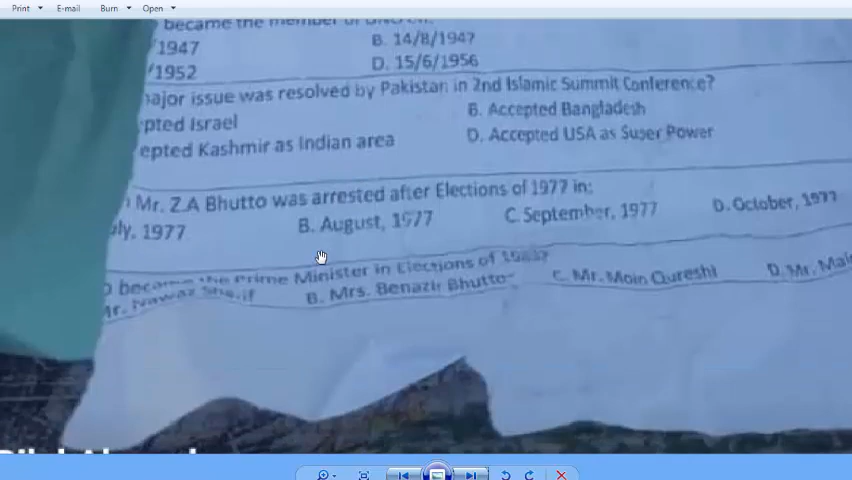 Print E-mail Burn Open
became the member of
/1947 B. 14/8/1947
/1952 D. 15/6/1956
major issue was resolved by Pakistan in 2nd Islamic Summit Conference?
pted Israel B. Accepted Bangladesh
epted Kashmir as Indian area D. Accepted USA as Super Power
Mr. Z.A Bhutto was arrested after Elections of 1977 in:
uly, 1977 B. August, 1977 C. September, 1977 D. October, 1977
o became the Prime Minister in Elections of
Mr. Nawaz Sharif B. Mrs. Benazir Bhutto C. Mr. Moin Qureshi D. Mr.